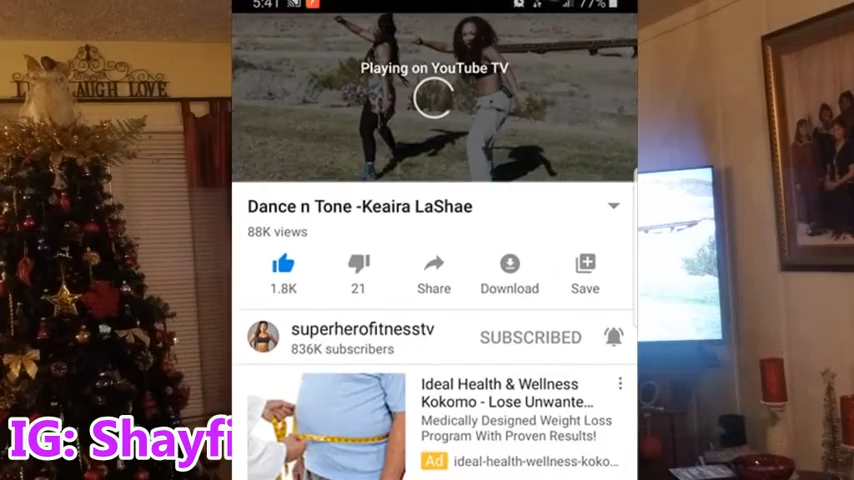 5:41
77%
LAUGH LOVE
Playing on YouTube TV
Dance n Tone -Keaira LaShae
88K views
1.8K
21
Share
Download
Save
superherofitnesstv
836K subscribers
SUBSCRIBED
Ideal Health & Wellness
Kokomo - Lose Unwante...
Medically Designed Weight Loss
Program With Proven Results!
Ad ideal-health-wellness-koko...
IG: Shayfi